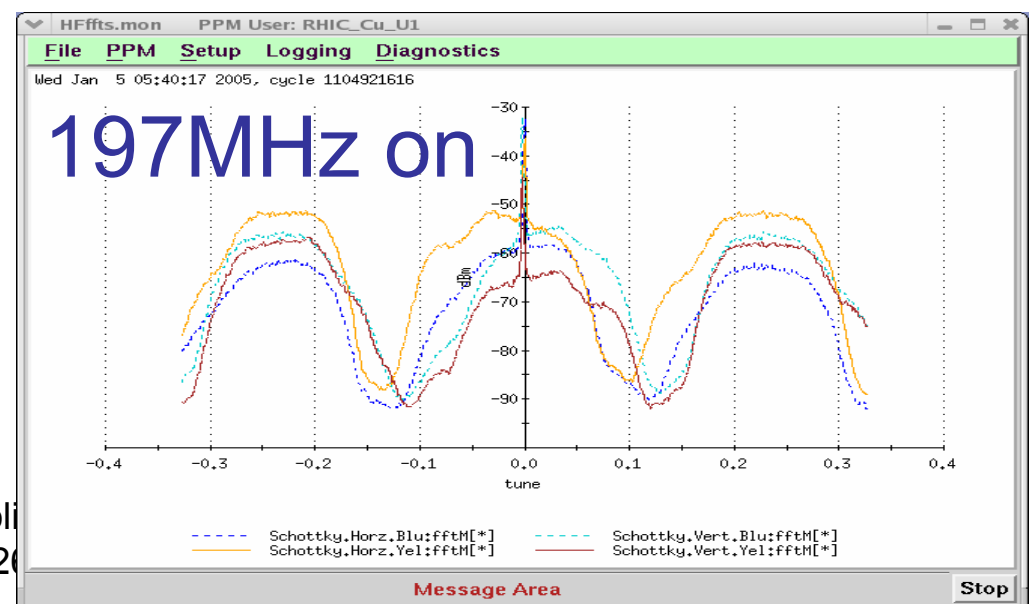 HFffts.mon PPM User: RHIC_Cu_U1
File PPM Setup Logging Diagnostics
Wed Jan 5 05:40:17 2005, cycle 1104921616
197MHz on
-30
-40
-50
-60
-70
-80
-90
dBm
-0.4 -0.3 -0.2 -0.1 0.0 0.1 0.2 0.3 0.4
tune
Schottky.Horz.Blu:fftM[*] Schottky.Vert.Blu:fftM[*]
Schottky.Horz.Yel:fftM[*] Schottky.Vert.Yel:fftM[*]
Message Area Stop